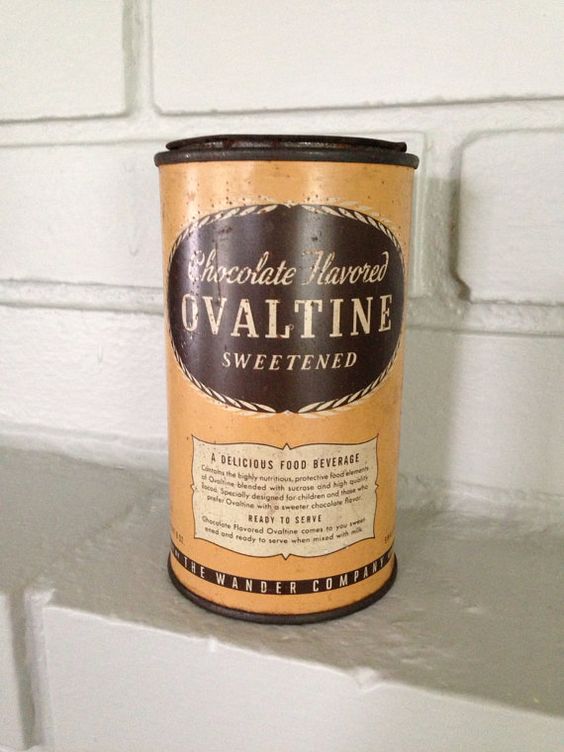 Chocolate Flavored
OVALTINE
SWEETENED
A DELICIOUS FOOD BEVERAGE
Contains the highly nutritious, protective food elements
of Ovaltine blended with sucrose and high quality
cocoa. Specially designed for children and those who
prefer Ovaltine with a sweeter chocolate flavor.
READY TO SERVE
Chocolate Flavored Ovaltine comes to you sweet
ened and ready to serve when mixed with milk.
THE WANDER COMPANY